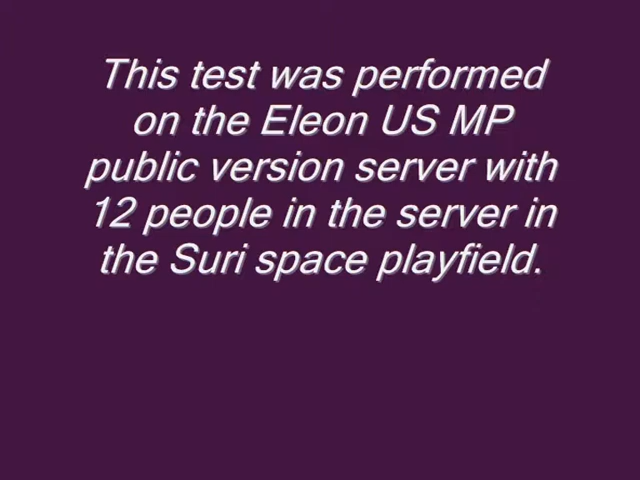 This test was performed
on the Eleon US MP
public version server with
12 people in the server in
the Suri space playfield.